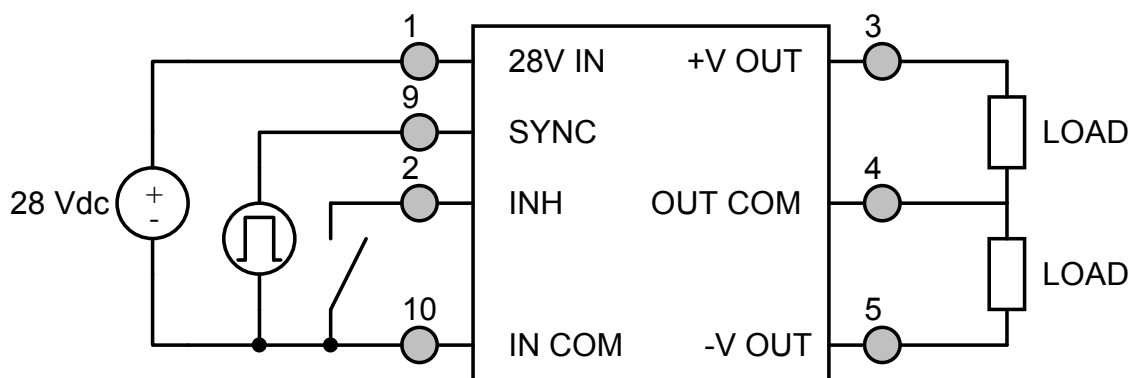 1
28V IN
+V OUT
3
9
SYNC
LOAD
2
INH
OUT COM
4
28 Vdc
+
-
LOAD
10
IN COM
-V OUT
5